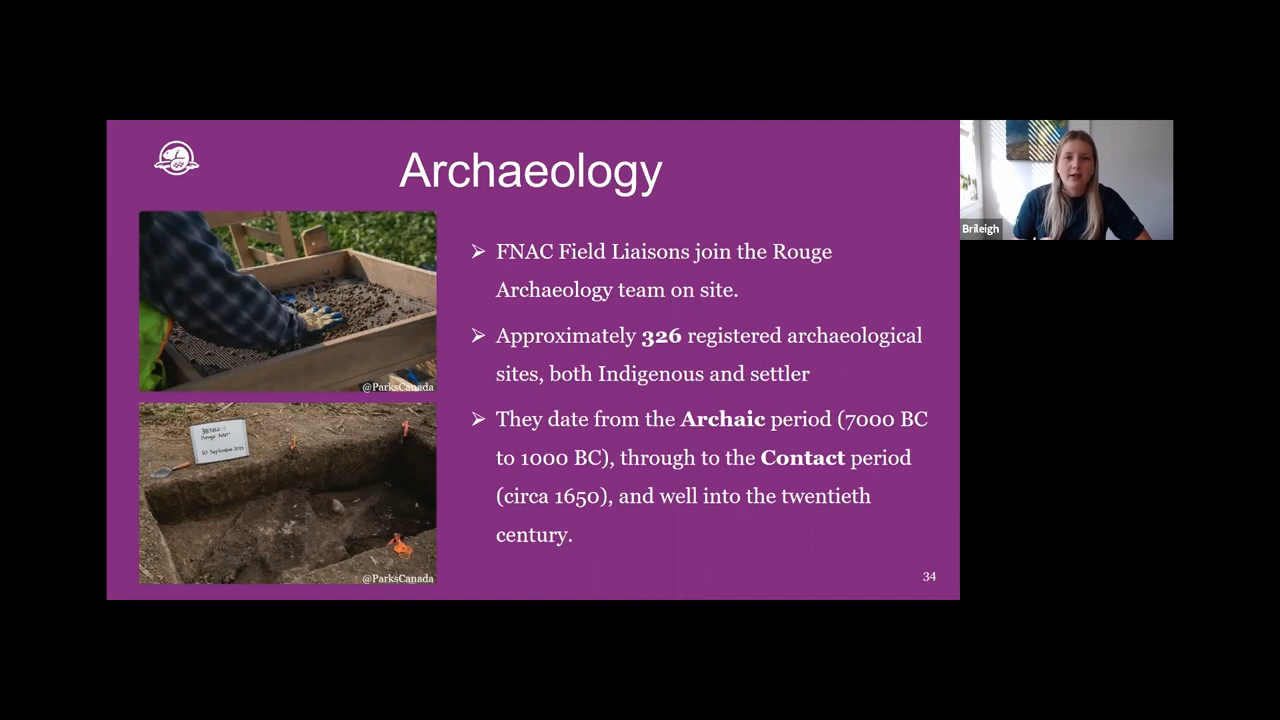 Archaeology
@ParksCanada
@ParksCanada
➢ FNAC Field Liaisons join the Rouge
Archaeology team on site.
➢ Approximately 326 registered archaeological
sites, both Indigenous and settler
➢ They date from the Archaic period (7000 BC
to 1000 BC), through to the Contact period
(circa 1650), and well into the twentieth
century.
34
Brileigh